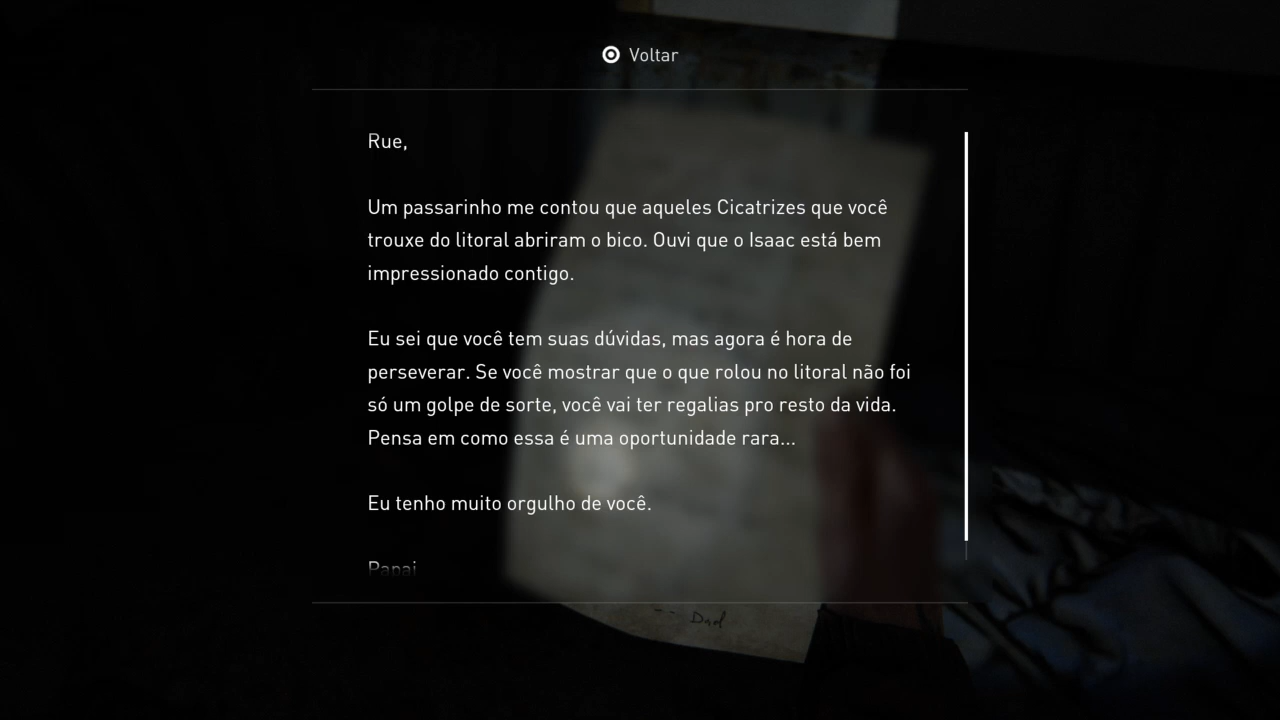 Voltar
Rue,
Um passarinho me contou que aqueles Cicatrizes que você
trouxe do litoral abriram o bico. Ouvi que o Isaac está bem
impressionado contigo.
Eu sei que você tem suas dúvidas, mas agora é hora de
perseverar. Se você mostrar que o que rolou no litoral não foi
só um golpe de sorte, você vai ter regalias pro resto da vida.
Pensa em como essa é uma oportunidade rara...
Eu tenho muito orgulho de você.
Papai
-- Dad